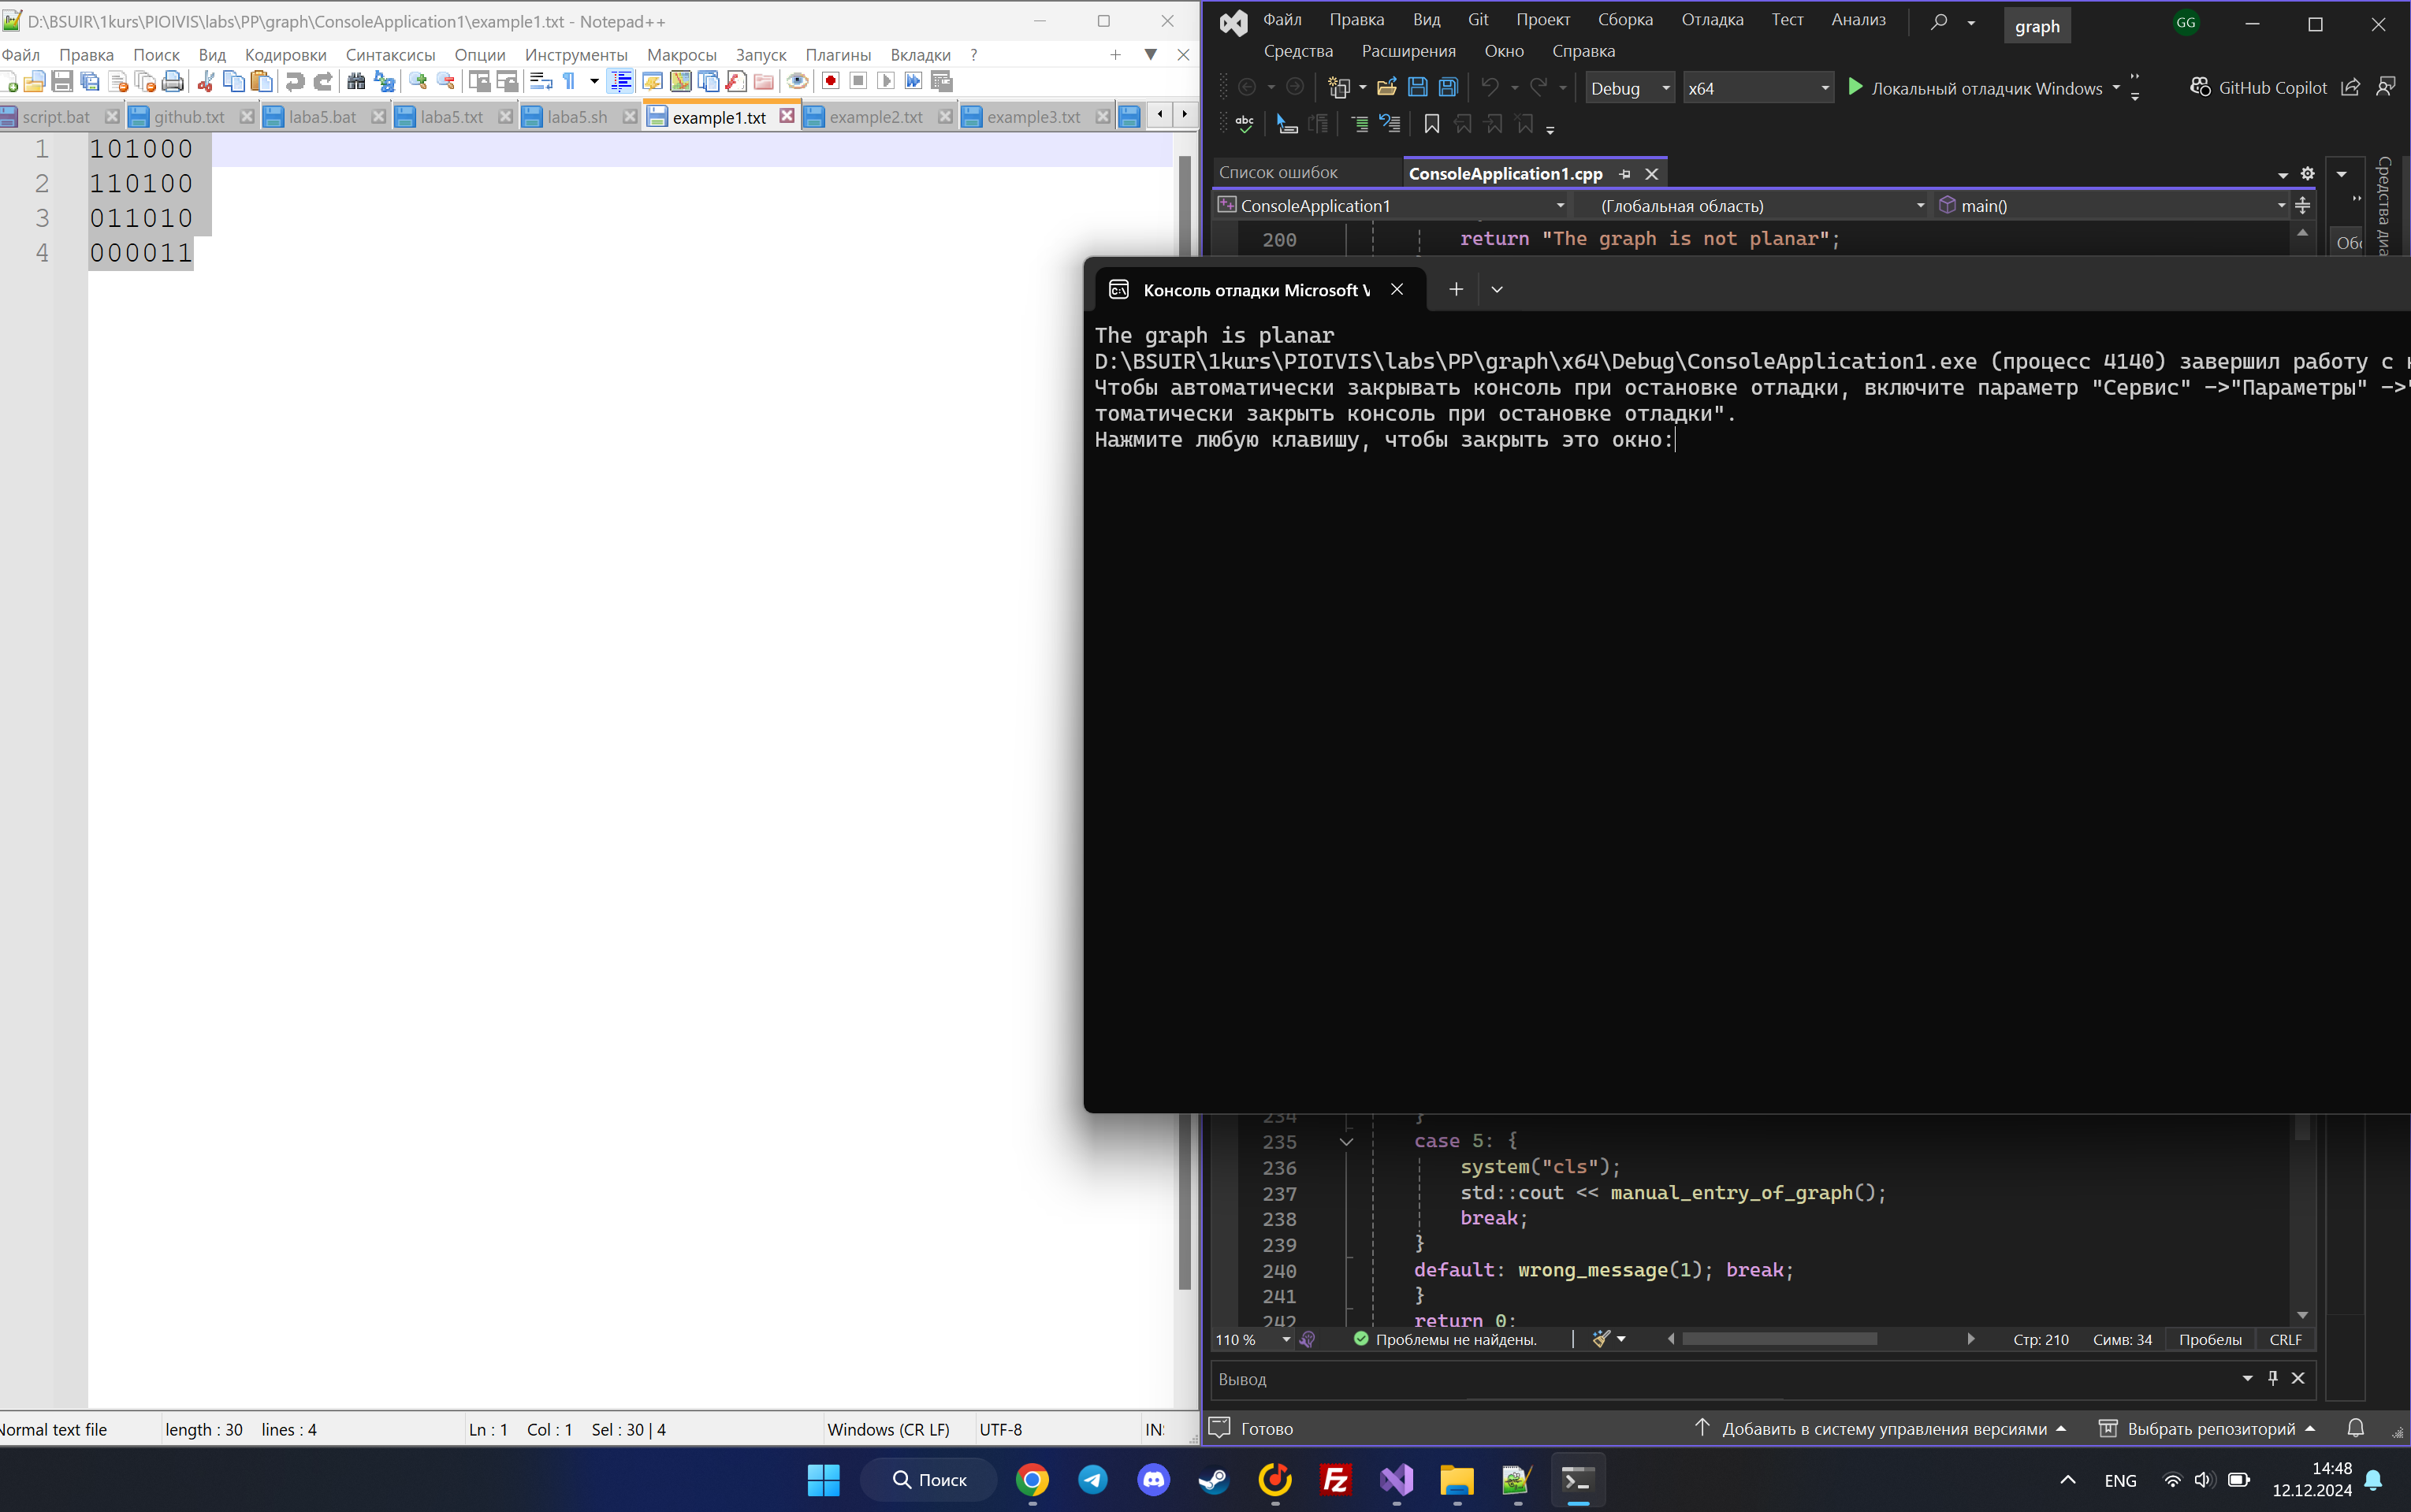 D:\BSUIR\1kurs\PIOIVIS\labs\PP\graph\ConsoleApplication1\example1.txt - Notepad++
Файл Правка Поиск Вид Кодировки Синтаксисы Опции Инструменты Макросы Запуск Плагины Вкладки ?
script.bat github.txt laba5.bat laba5.txt laba5.sh example1.txt example2.txt example3.txt
1 101000
2 110100
3 011010
4 000011
length : 30 lines : 4 Ln : 1 Col : 1 Sel : 30 | 4 Windows (CR LF) UTF-8
Файл Правка Вид Git Проект Сборка Отладка Тест Анализ graph GG
Средства Расширения Окно Справка
Debug x64 Локальный отладчик Windows GitHub Copilot
abc
Список ошибок ConsoleApplication1.cpp
ConsoleApplication1 (Глобальная область) main()
200 return "The graph is not planar";
Консоль отладки Microsoft
The graph is planar
D:\BSUIR\1kurs\PIOIVIS\labs\PP\graph\x64\Debug\ConsoleApplication1.exe (процесс 4140) завершил работу с
Чтобы автоматически закрывать консоль при остановке отладки, включите параметр "Сервис" ->"Параметры" ->
томатически закрыть консоль при остановке отладки".
Нажмите любую клавишу, чтобы закрыть это окно:
234 }
235 case 5: {
236 system("cls");
237 std::cout << manual_entry_of_graph();
238 break;
239 }
240 default: wrong_message(1); break;
241 }
242 return 0;
110 % Проблемы не найдены. Стр: 210 Симв: 34 Пробелы CRLF
Вывод
Готово Добавить в систему управления версиями Выбрать репозиторий
Поиск
ENG
14:48
12.12.2024